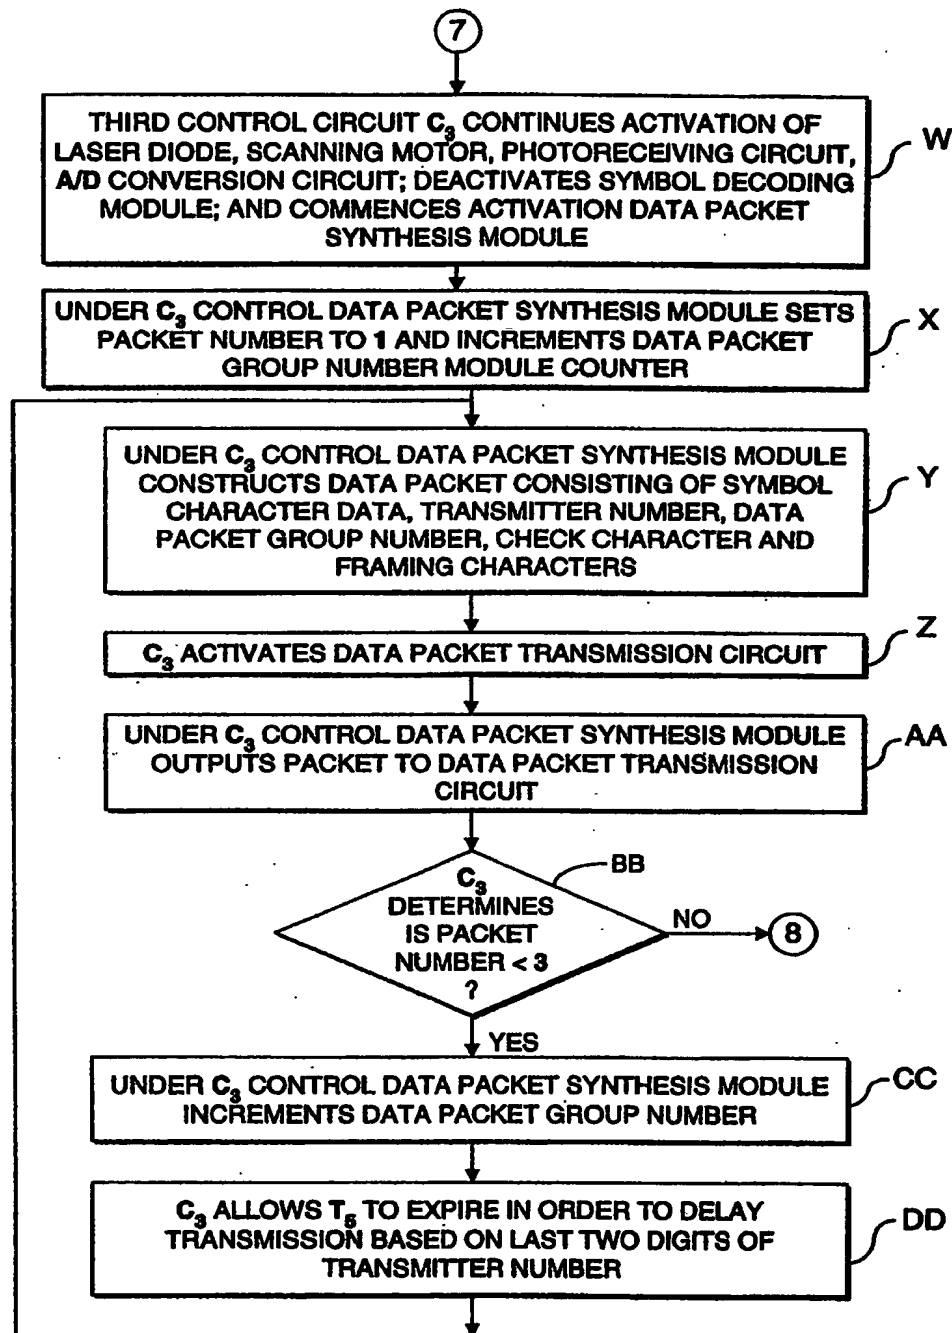 7
THIRD CONTROL CIRCUIT C3 CONTINUES ACTIVATION OF
LASER DIODE, SCANNING MOTOR, PHOTORECEIVING CIRCUIT,
A/D CONVERSION CIRCUIT; DEACTIVATES SYMBOL DECODING
MODULE; AND COMMENCES ACTIVATION DATA PACKET
SYNTHESIS MODULE
W
UNDER C3 CONTROL DATA PACKET SYNTHESIS MODULE SETS
PACKET NUMBER TO 1 AND INCREMENTS DATA PACKET
GROUP NUMBER MODULE COUNTER
X
UNDER C3 CONTROL DATA PACKET SYNTHESIS MODULE
CONSTRUCTS DATA PACKET CONSISTING OF SYMBOL
CHARACTER DATA, TRANSMITTER NUMBER, DATA
PACKET GROUP NUMBER, CHECK CHARACTER AND
FRAMING CHARACTERS
Y
C3 ACTIVATES DATA PACKET TRANSMISSION CIRCUIT
Z
UNDER C3 CONTROL DATA PACKET SYNTHESIS MODULE
OUTPUTS PACKET TO DATA PACKET TRANSMISSION
CIRCUIT
AA
C3
DETERMINES
IS PACKET
NUMBER < 3
?
BB
NO
8
YES
UNDER C3 CONTROL DATA PACKET SYNTHESIS MODULE
INCREMENTS DATA PACKET GROUP NUMBER
CC
C3 ALLOWS T5 TO EXPIRE IN ORDER TO DELAY
TRANSMISSION BASED ON LAST TWO DIGITS OF
TRANSMITTER NUMBER
DD